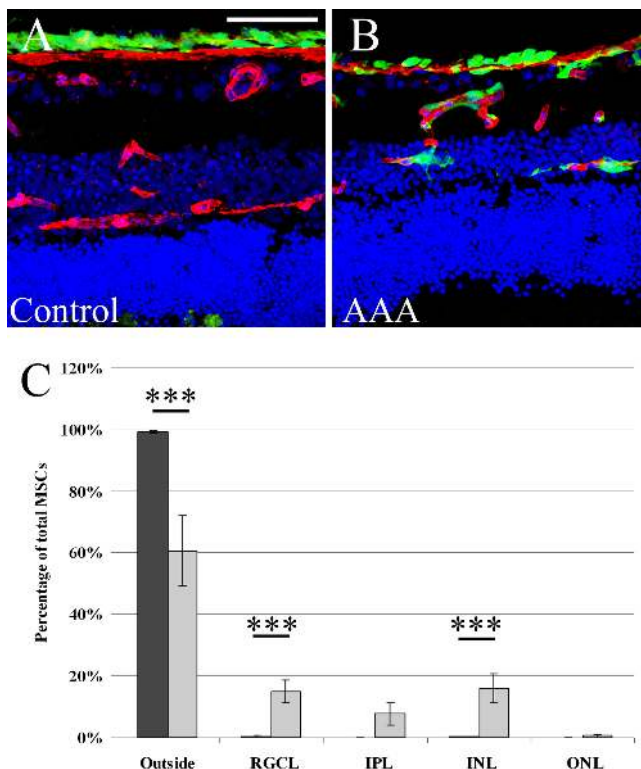 A
B
Control
AAA
C
120%
100%
80%
60%
40%
20%
0%
Percentage of total MSCs
***
***
***
Outside RGCL IPL INL ONL